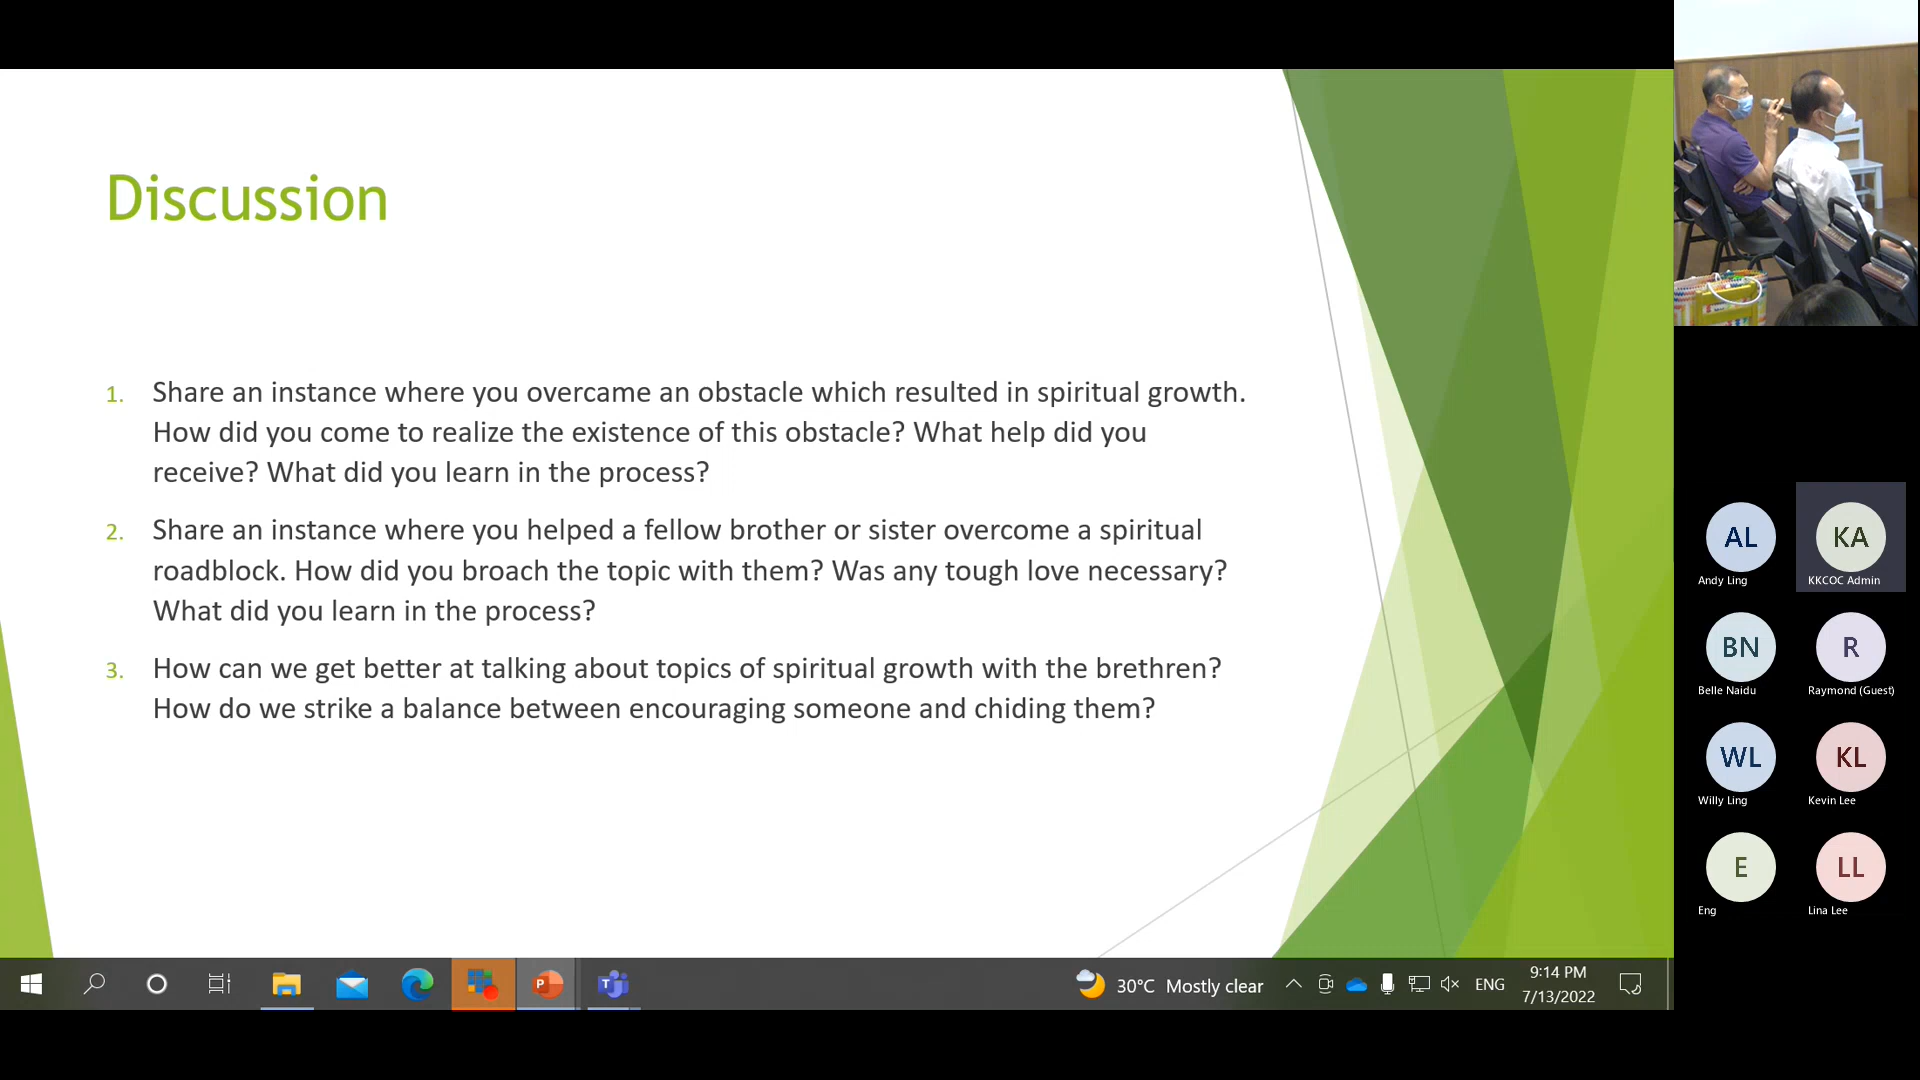 Discussion
1. Share an instance where you overcame an obstacle which resulted in spiritual growth.
How did you come to realize the existence of this obstacle? What help did you
receive? What did you learn in the process?
2. Share an instance where you helped a fellow brother or sister overcome a spiritual
roadblock. How did you broach the topic with them? Was any tough love necessary?
What did you learn in the process?
3. How can we get better at talking about topics of spiritual growth with the brethren?
How do we strike a balance between encouraging someone and chiding them?
AL
Andy Ling
KA
KKCOC Admin
BN
Belle Naidu
R
Raymond (Guest)
WL
Willy Ling
KL
Kevin Lee
E
Eng
LL
Lina Lee
30°C Mostly clear
ENG
9:14 PM
7/13/2022